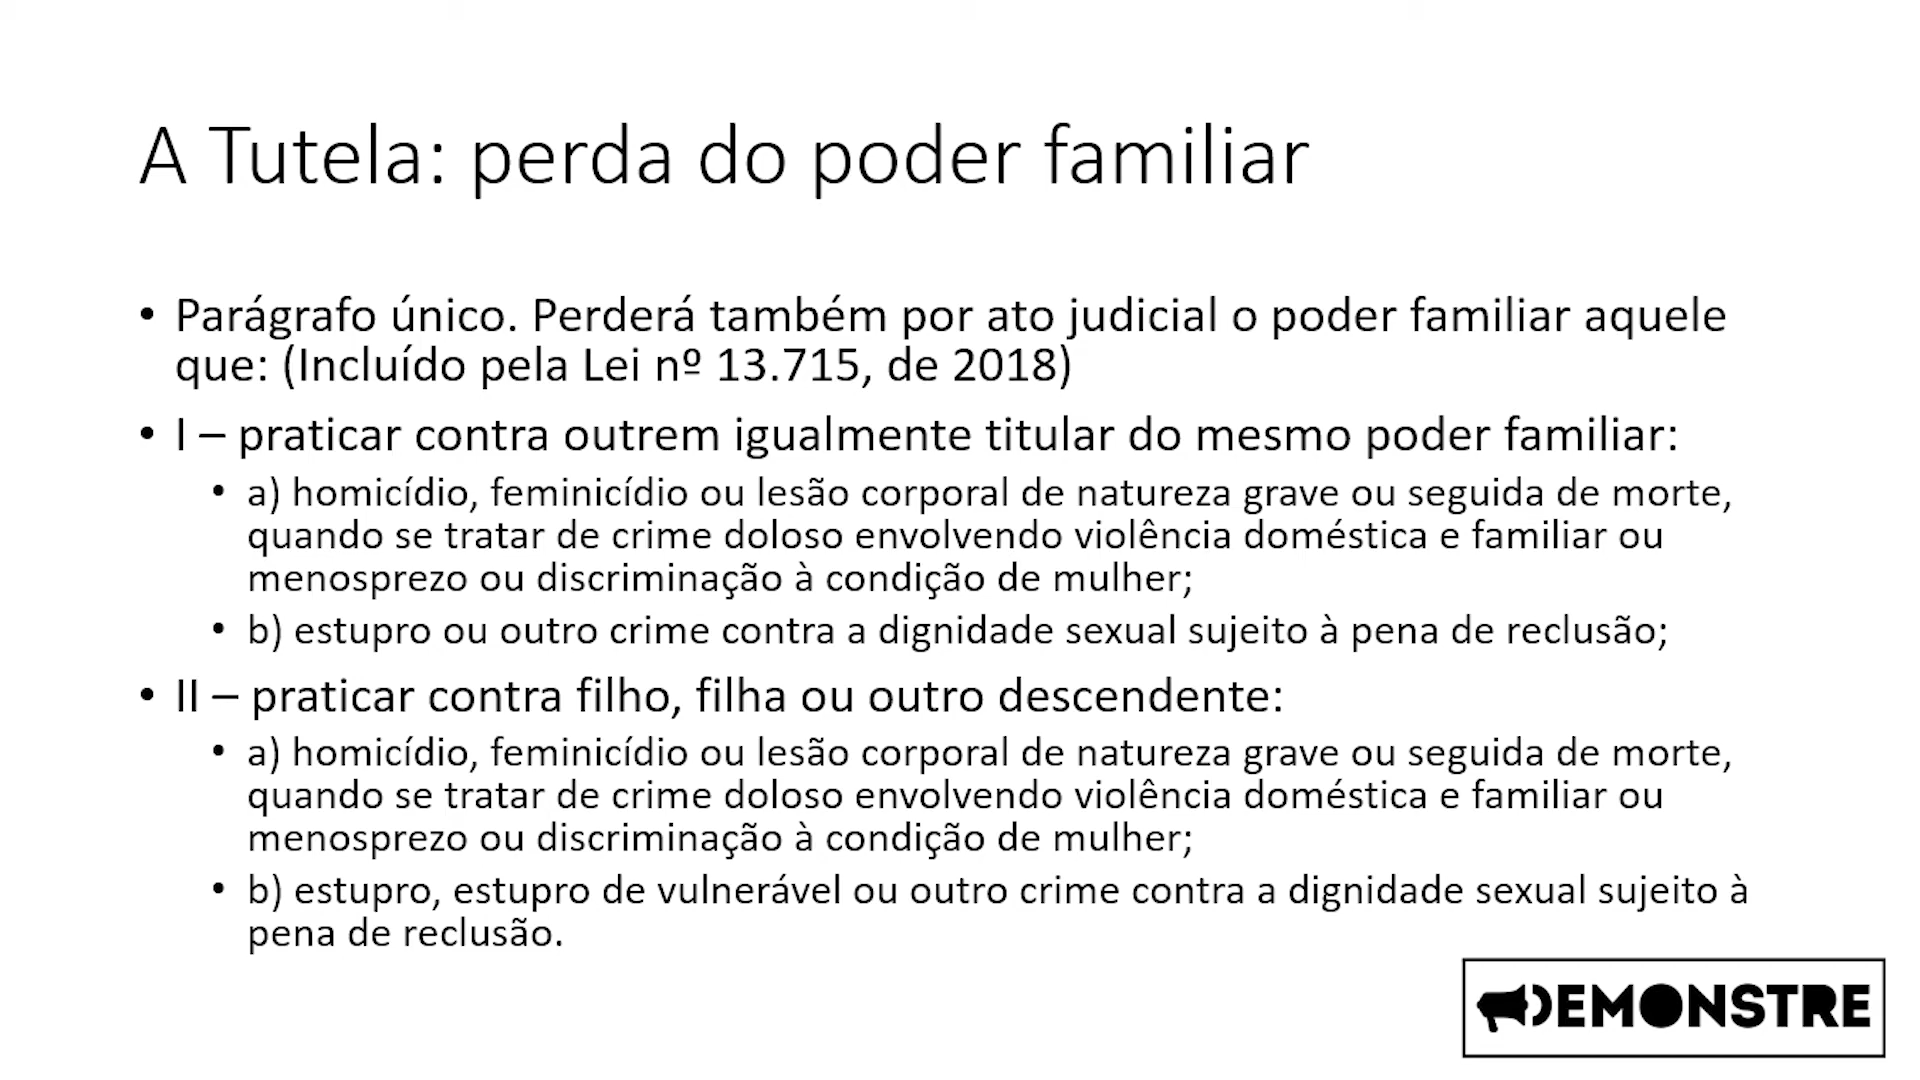 A Tutela: perda do poder familiar
• Parágrafo único. Perderá também por ato judicial o poder familiar aquele
que: (Incluído pela Lei nº 13.715, de 2018)
• I – praticar contra outrem igualmente titular do mesmo poder familiar:
• a) homicídio, feminicídio ou lesão corporal de natureza grave ou seguida de morte,
quando se tratar de crime doloso envolvendo violência doméstica e familiar ou
menosprezo ou discriminação à condição de mulher;
• b) estupro ou outro crime contra a dignidade sexual sujeito à pena de reclusão;
• II – praticar contra filho, filha ou outro descendente:
• a) homicídio, feminicídio ou lesão corporal de natureza grave ou seguida de morte,
quando se tratar de crime doloso envolvendo violência doméstica e familiar ou
menosprezo ou discriminação à condição de mulher;
• b) estupro, estupro de vulnerável ou outro crime contra a dignidade sexual sujeito à
pena de reclusão.
DEMONSTRE